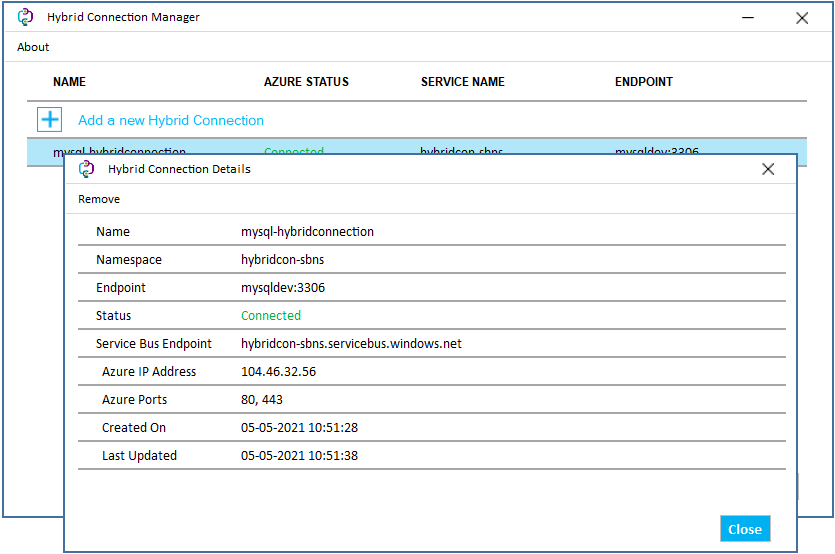 Hybrid Connection Manager
About
NAME AZURE STATUS SERVICE NAME ENDPOINT
Add a new Hybrid Connection
mysql-hybridconnection Connected hybridcon-sbns mysqldev:3306
Hybrid Connection Details
Remove
Name mysql-hybridconnection
Namespace hybridcon-sbns
Endpoint mysqldev:3306
Status Connected
Service Bus Endpoint hybridcon-sbns.servicebus.windows.net
Azure IP Address 104.46.32.56
Azure Ports 80, 443
Created On 05-05-2021 10:51:28
Last Updated 05-05-2021 10:51:38
Close